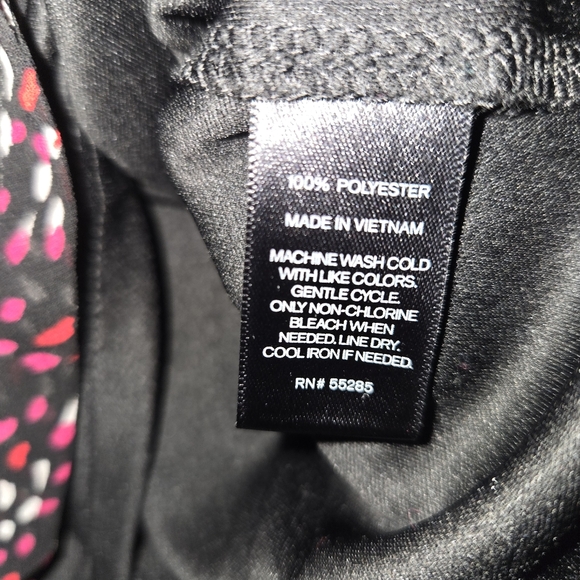 100% POLYESTER
MADE IN VIETNAM
MACHINE WASH COLD
WITH LIKE COLORS.
GENTLE CYCLE.
ONLY NON-CHLORINE
BLEACH WHEN
NEEDED. LINE DRY.
COOL IRON IF NEEDED.
RN# 55285